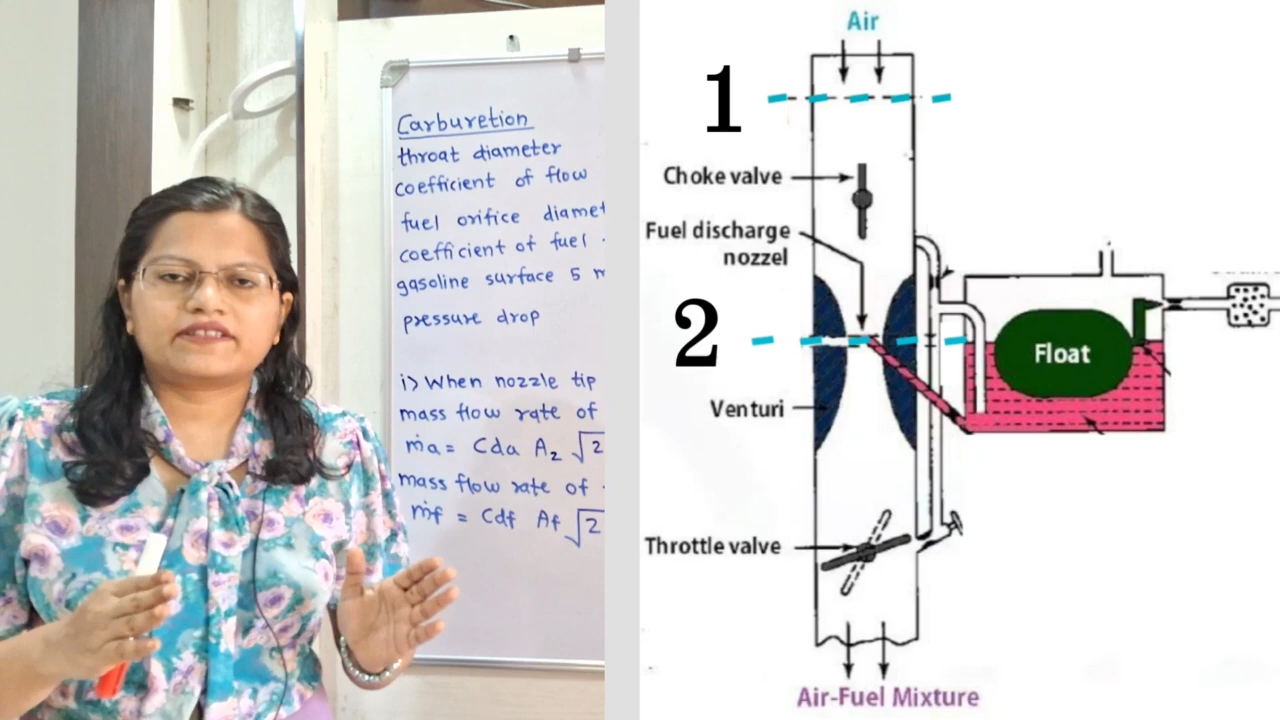 Carburetion
throat diameter
coefficient of flow
fuel orifice
coefficient of fuel
gasoline surface 5
pressure drop
i) When nozzle tip
mass flow rate of
ṁa = Cda A₂ √2
mass flow rate of
ṁf = Cdf Af √2
Air
1
Choke valve
Fuel discharge
nozzel
2
Float
Venturi
Throttle valve
Air-Fuel Mixture